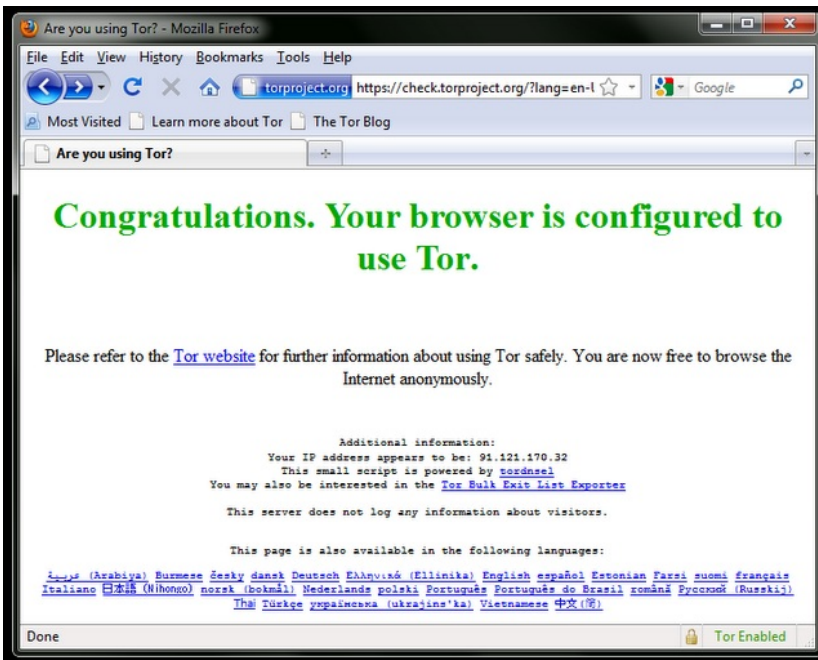 Are you using Tor? - Mozilla Firefox
File Edit View History Bookmarks Tools Help
torproject.org https://check.torproject.org/?lang=en-U Google
Most Visited Learn more about Tor The Tor Blog
Are you using Tor?
Congratulations. Your browser is configured to
use Tor.
Please refer to the Tor website for further information about using Tor safely. You are now free to browse the
Internet anonymously.
Additional information:
Your IP address appears to be: 91.121.170.32
This small script is powered by tordnsel
You may also be interested in the Tor Bulk Exit List Exporter
This server does not log any information about visitors.
This page is also available in the following languages:
عربية (Arabiya) Burmese česky dansk Deutsch Ελληνικά (Ellinika) English español Estonian Farsi suomi français
Italiano 日本語 (Nihongo) norsk (bokmål) Nederlands polski Português Português do Brasil română Русский (Russkij)
Thai Türkçe українська (ukrajins'ka) Vietnamese 中文(简)
Done Tor Enabled